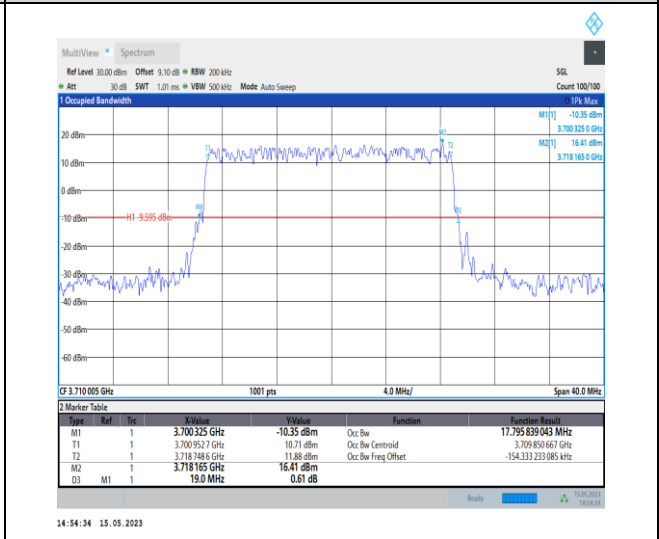 MultiView Spectrum
Ref Level 30.00 dBm Offset 9.10 dB RBW 200 kHz SGL
Att 30 dB SWT 1.01 ms VBW 500 kHz Mode Auto Sweep Count 100/100
1 Occupied Bandwidth 1Pk Max
M1[1] -10.35 dBm
3.700 325 0 GHz
M2[1] 16.41 dBm
3.718 165 0 GHz
20 dBm
M2
T1 T2
10 dBm
0 dBm
-10 dBm H1 -9.595 dBm
-20 dBm
-30 dBm
-40 dBm
-50 dBm
-60 dBm
CF 3.710 005 GHz 1001 pts 4.0 MHz/ Span 40.0 MHz
2 Marker Table
Type Ref Trc X-Value Y-Value Function Function Result
M1 1 3.700 325 GHz -10.35 dBm Occ Bw 17.795 839 043 MHz
T1 1 3.700 952 7 GHz 10.71 dBm Occ Bw Centroid 3.709 850 667 GHz
T2 1 3.718 748 6 GHz 11.88 dBm Occ Bw Freq Offset -154.333 233 085 kHz
M2 1 3.718 165 GHz 16.41 dBm
D3 M1 1 19.0 MHz 0.61 dB
Ready 15.05.2023
14:54:34
14:54:34 15.05.2023